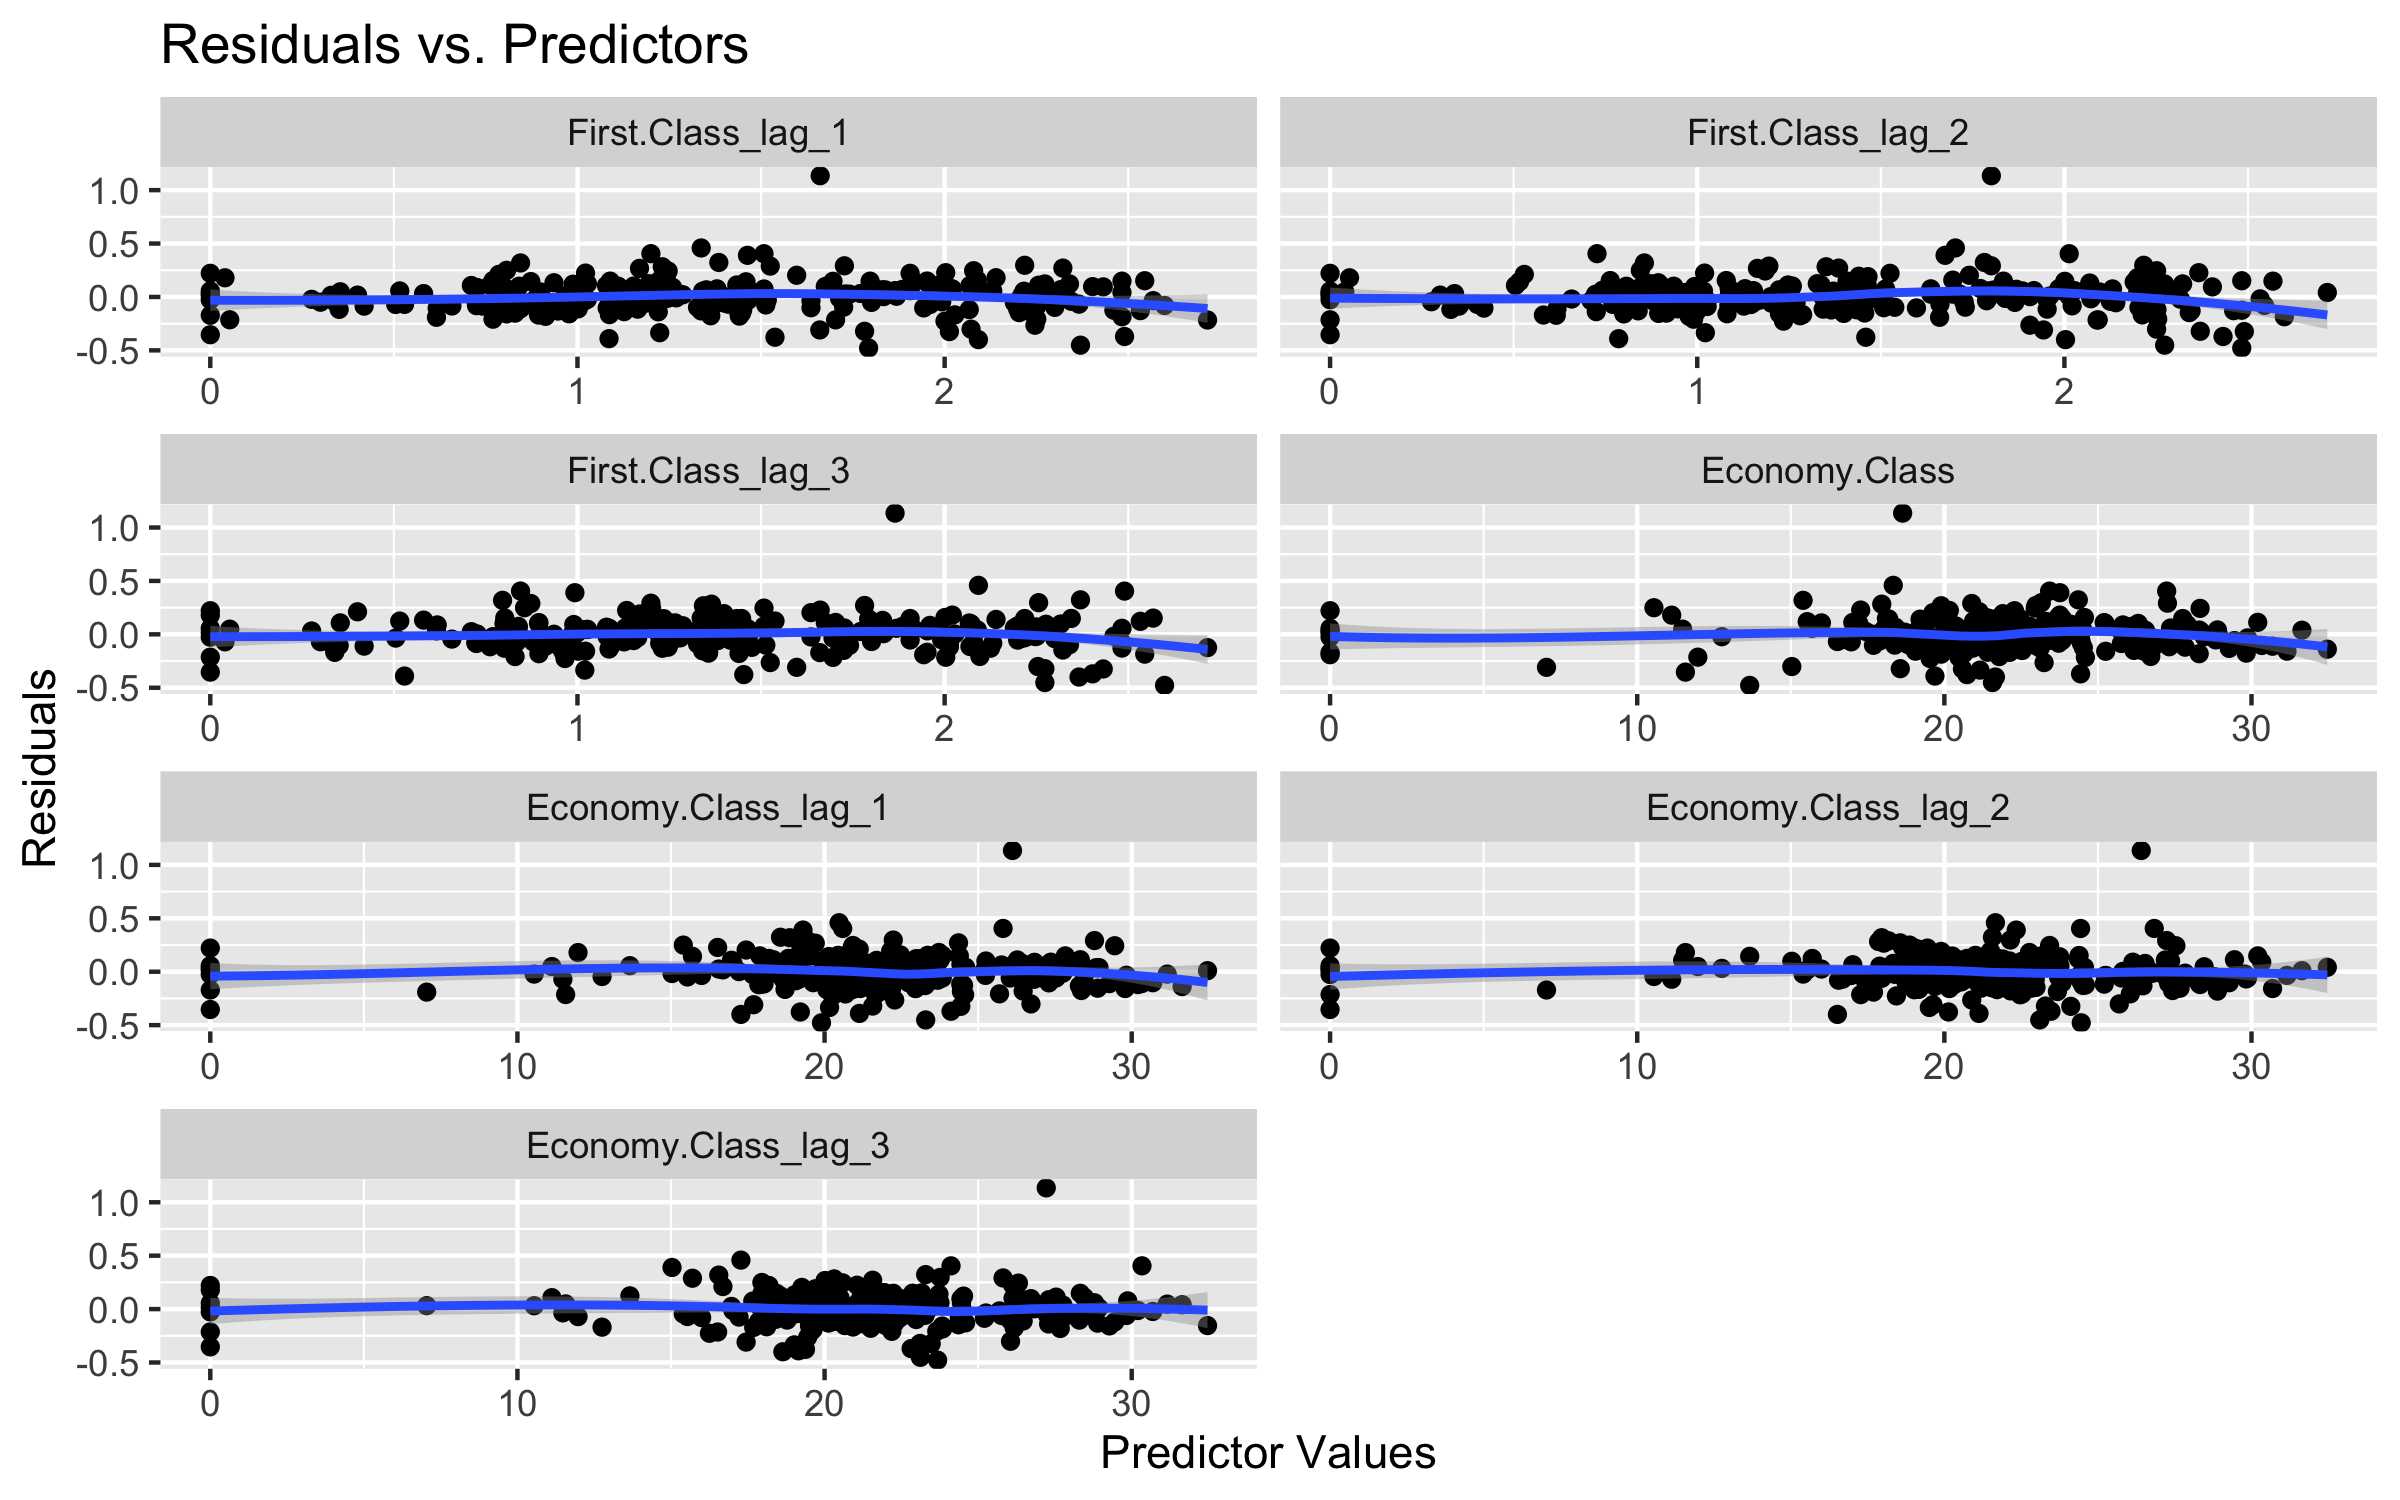 Residuals vs. Predictors
First.Class_lag_1
First.Class_lag_2
1.0
0.5
0.0
-0.5
0 1 2
0 1 2
First.Class_lag_3
Economy.Class
1.0
0.5
0.0
-0.5
0 1 2
0 10 20 30
Economy.Class_lag_1
Economy.Class_lag_2
1.0
0.5
0.0
-0.5
0 10 20 30
0 10 20 30
Economy.Class_lag_3
1.0
0.5
0.0
-0.5
0 10 20 30
Residuals
Predictor Values